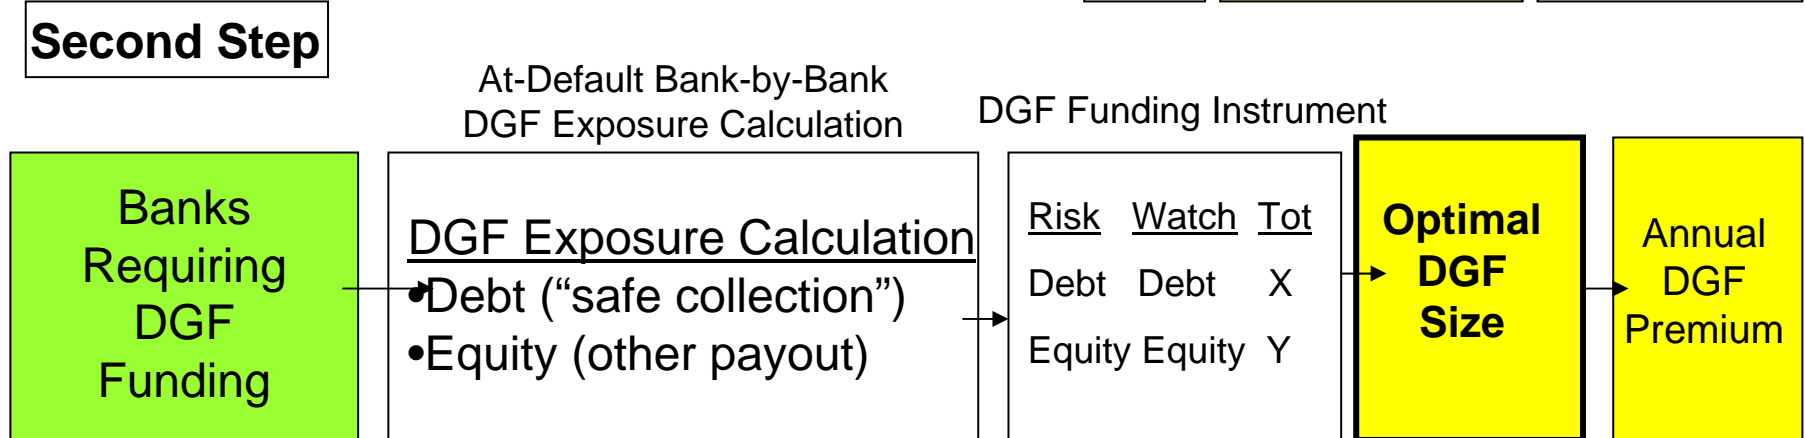 Second Step
At-Default Bank-by-Bank
DGF Exposure Calculation
DGF Funding Instrument
Banks
Requiring
DGF
Funding
DGF Exposure Calculation
•Debt (“safe collection”)
•Equity (other payout)
Risk Watch Tot
Debt Debt X
Equity Equity Y
Optimal
DGF
Size
Annual
DGF
Premium